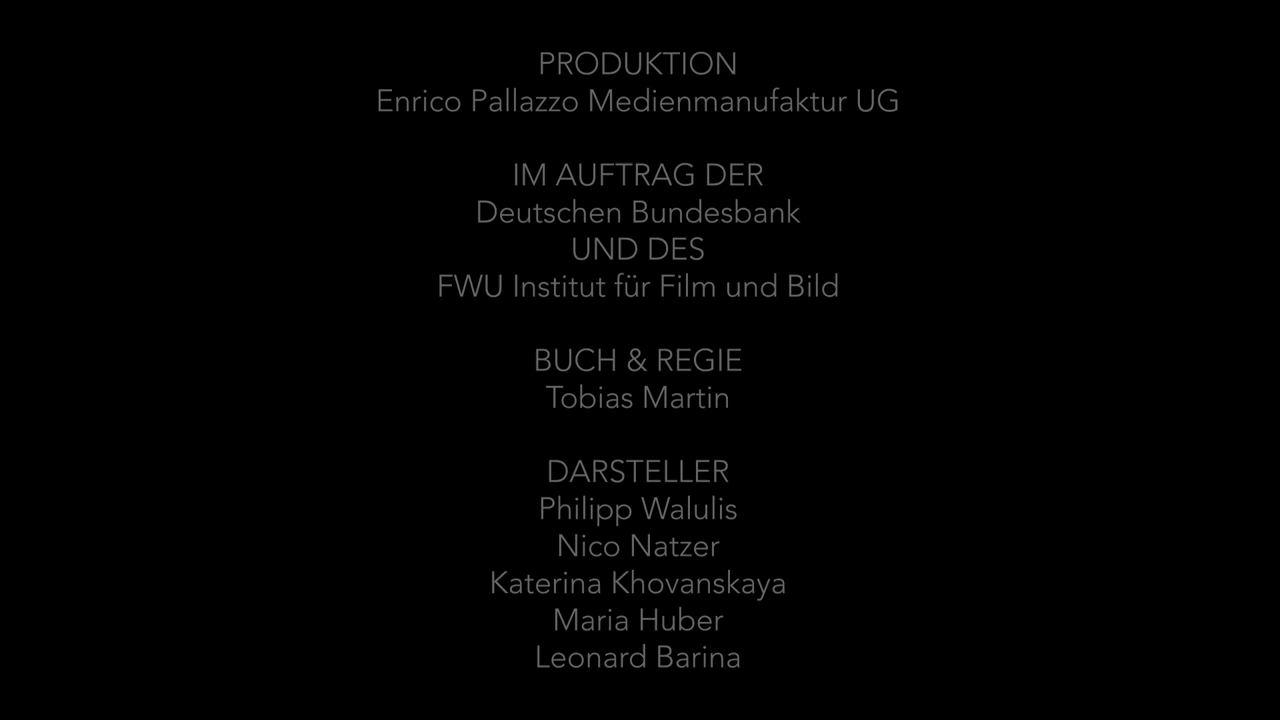 PRODUKTION
Enrico Pallazzo Medienmanufaktur UG
IM AUFTRAG DER
Deutschen Bundesbank
UND DES
FWU Institut für Film und Bild
BUCH & REGIE
Tobias Martin
DARSTELLER
Philipp Walulis
Nico Natzer
Katerina Khovanskaya
Maria Huber
Leonard Barina